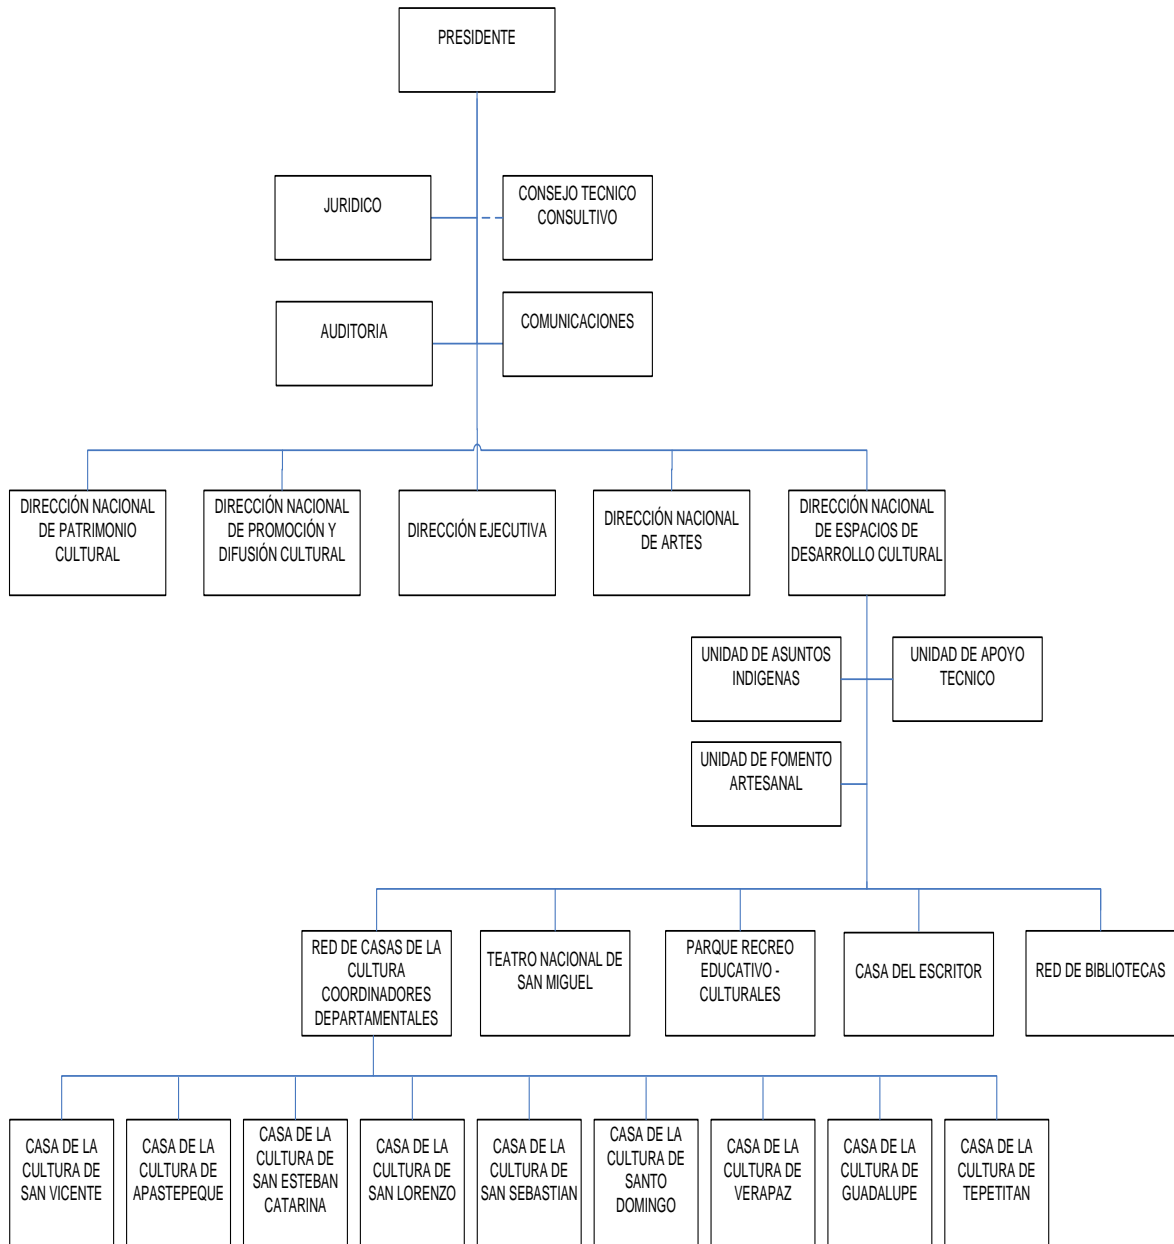 PRESIDENTE
JURIDICO
CONSEJO TECNICO
CONSULTIVO
AUDITORIA
COMUNICACIONES
DIRECCIÓN NACIONAL
DE PATRIMONIO
CULTURAL
DIRECCIÓN NACIONAL
DE PROMOCIÓN Y
DIFUSIÓN CULTURAL
DIRECCIÓN EJECUTIVA
DIRECCIÓN NACIONAL
DE ARTES
DIRECCIÓN NACIONAL
DE ESPACIOS DE
DESARROLLO CULTURAL
UNIDAD DE ASUNTOS
INDIGENAS
UNIDAD DE APOYO
TECNICO
UNIDAD DE FOMENTO
ARTESANAL
RED DE CASAS DE LA
CULTURA
COORDINADORES
DEPARTAMENTALES
TEATRO NACIONAL DE
SAN MIGUEL
PARQUE RECREO
EDUCATIVO -
CULTURALES
CASA DEL ESCRITOR
RED DE BIBLIOTECAS
CASA DE LA
CULTURA DE
SAN VICENTE
CASA DE LA
CULTURA DE
APASTEPEQUE
CASA DE LA
CULTURA DE
SAN ESTEBAN
CATARINA
CASA DE LA
CULTURA DE
SAN LORENZO
CASA DE LA
CULTURA DE
SAN SEBASTIAN
CASA DE LA
CULTURA DE
SANTO
DOMINGO
CASA DE LA
CULTURA DE
VERAPAZ
CASA DE LA
CULTURA DE
GUADALUPE
CASA DE LA
CULTURA DE
TEPETITAN